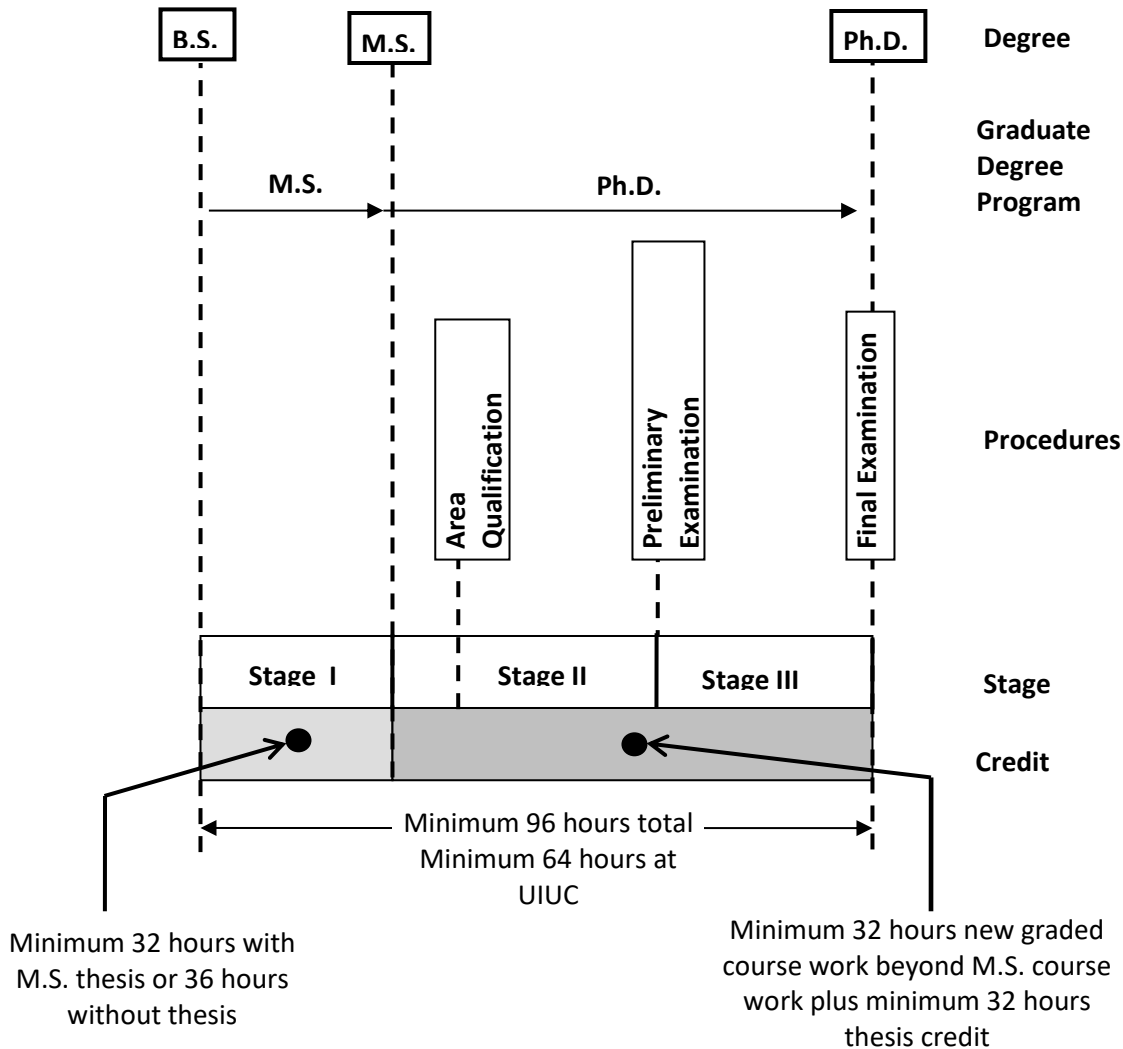 B.S.
M.S.
Ph.D.
Degree
Graduate
Degree
Program
M.S.
Ph.D.
Area
Qualification
Preliminary
Examination
Final Examination
Procedures
Stage I
Stage II
Stage III
Stage
Credit
Minimum 96 hours total
Minimum 64 hours at
UIUC
Minimum 32 hours with
M.S. thesis or 36 hours
without thesis
Minimum 32 hours new graded
course work beyond M.S. course
work plus minimum 32 hours
thesis credit